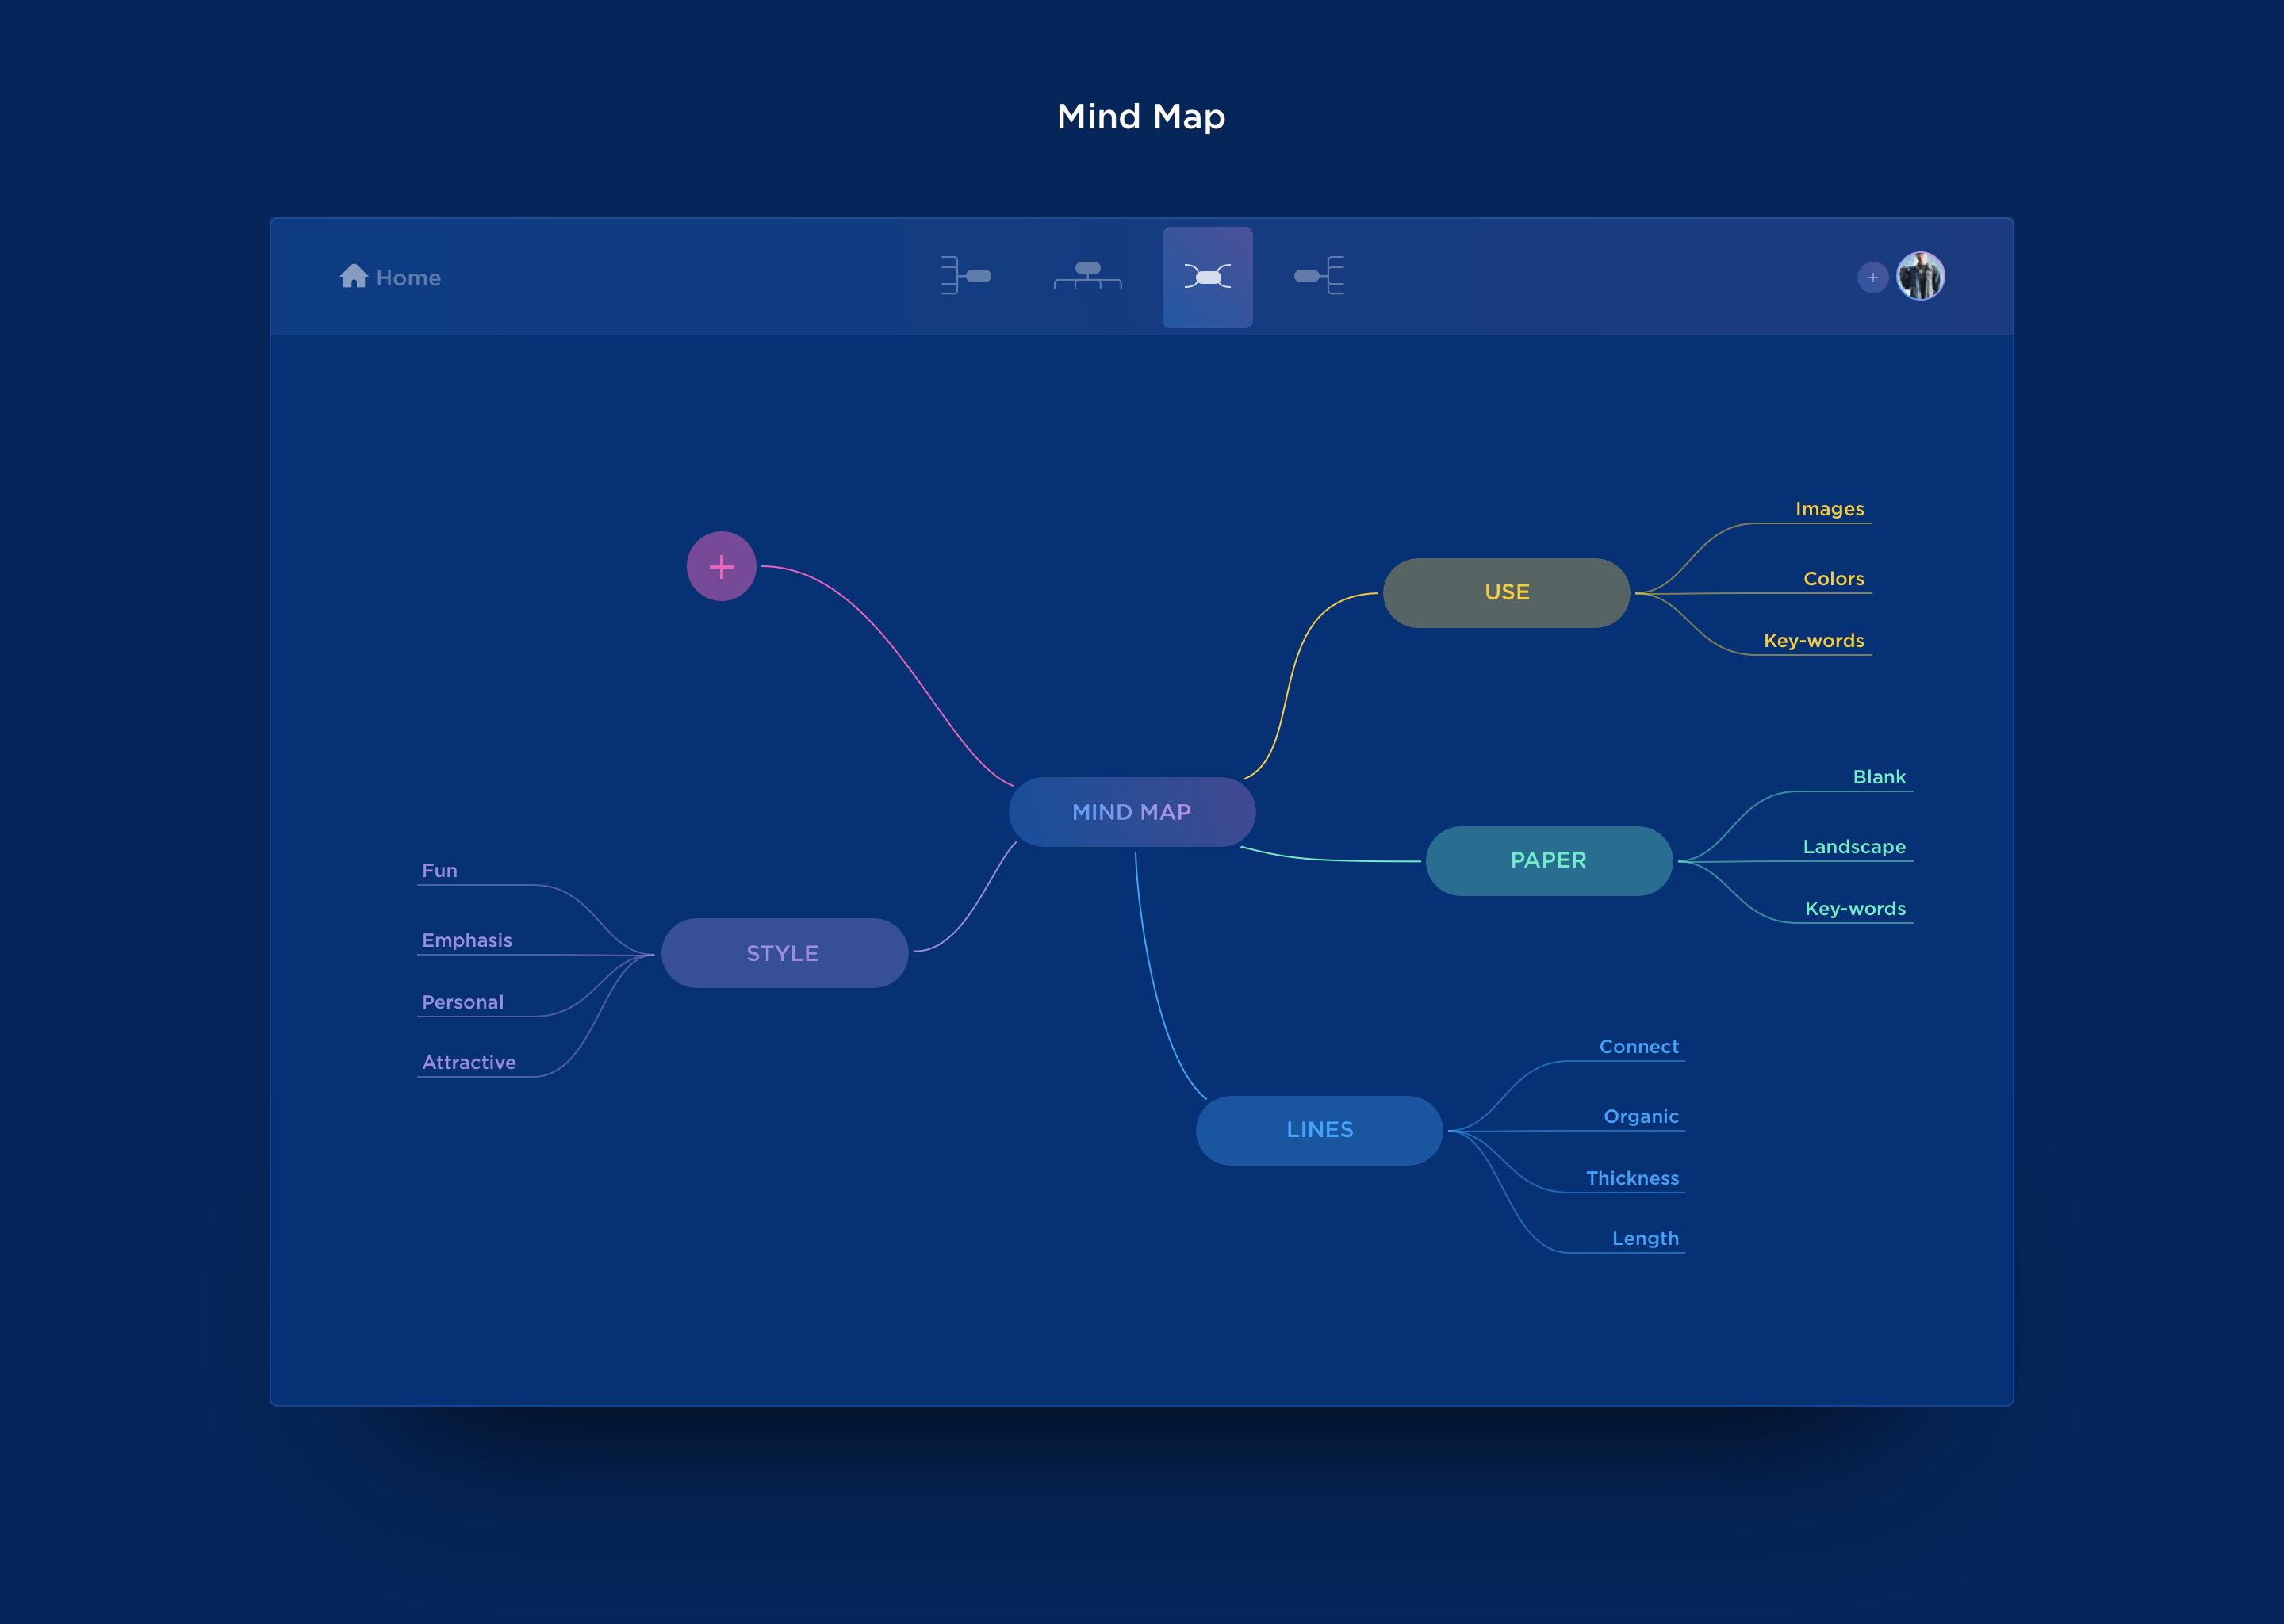 Mind Map
Home
Images
Colors
USE
Key-words
MIND MAP
Blank
Landscape
PAPER
Key-words
Fun
Emphasis
STYLE
Personal
Attractive
Connect
Organic
LINES
Thickness
Length